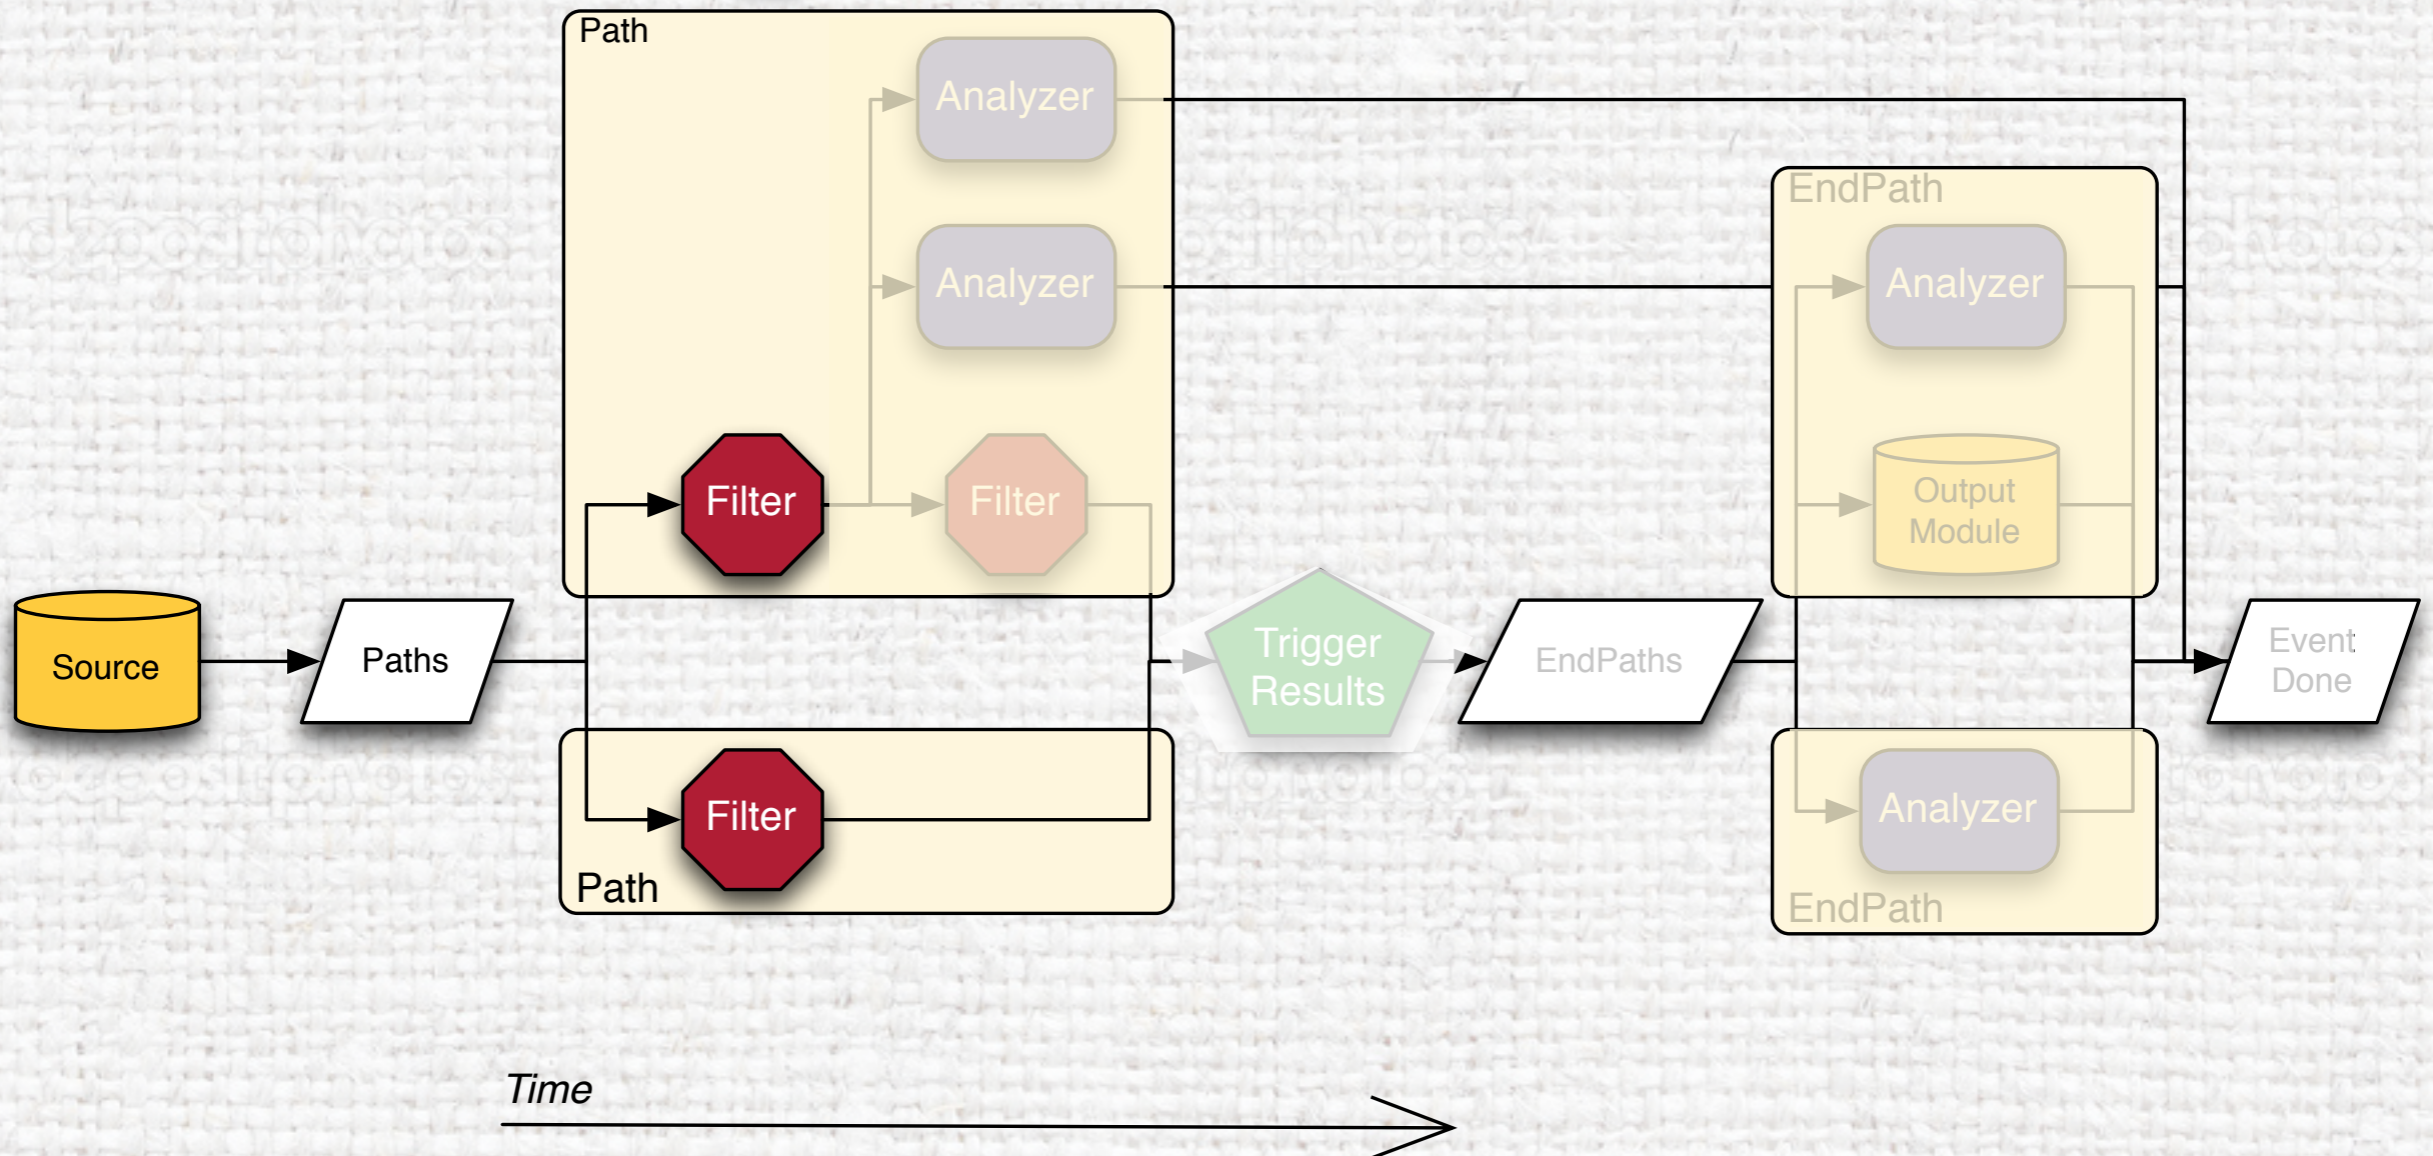 Path
Analyzer
Analyzer
Filter
Filter
Source
Paths
Trigger
Results
EndPaths
EndPath
Analyzer
Output
Module
Event
Done
Filter
Path
Analyzer
EndPath
Time
depositphotos